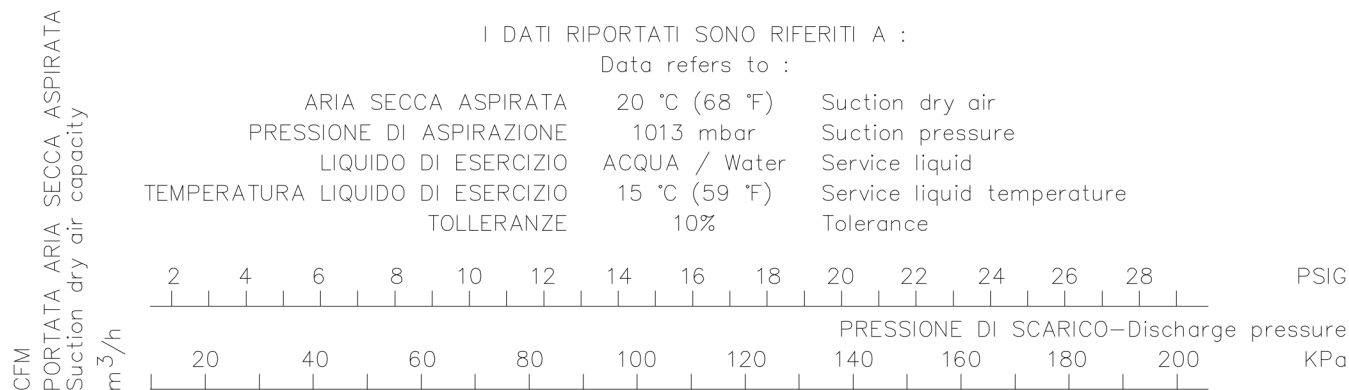 I DATI RIPORTATI SONO RIFERITI A :
Data refers to :
ARIA SECCA ASPIRATA 20 °C (68 °F) Suction dry air
PRESSIONE DI ASPIRAZIONE 1013 mbar Suction pressure
LIQUIDO DI ESERCIZIO ACQUA / Water Service liquid
TEMPERATURA LIQUIDO DI ESERCIZIO 15 °C (59 °F) Service liquid temperature
TOLLERANZE 10% Tolerance
2 4 6 8 10 12 14 16 18 20 22 24 26 28 PSIG
PRESSIONE DI SCARICO-Discharge pressure
20 40 60 80 100 120 140 160 180 200 KPa
CFM
PORTATA ARIA SECCA ASPIRATA
Suction dry air capacity
m³/h